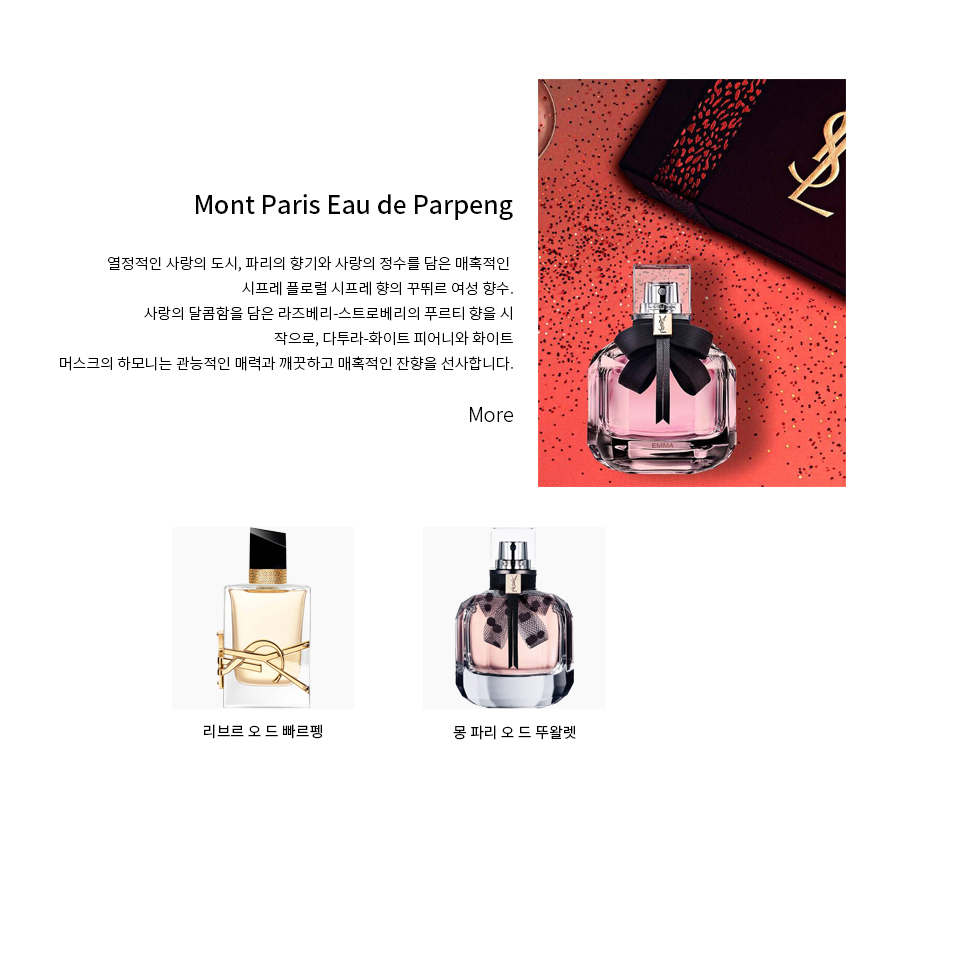 Mont Paris Eau de Parpeng
열정적인 사랑의 도시, 파리의 향기와 사랑의 정수를 담은 매혹적인
시프레 플로럴 시프레 향의 꾸뛰르 여성 향수.
사랑의 달콤함을 담은 라즈베리-스트로베리의 푸르티 향을 시
작으로, 다투라-화이트 피어니와 화이트
머스크의 하모니는 관능적인 매력과 깨끗하고 매혹적인 잔향을 선사합니다.
More
YSL
EMMA
리브르 오 드 빠르펭
몽 파리 오 드 뚜왈렛